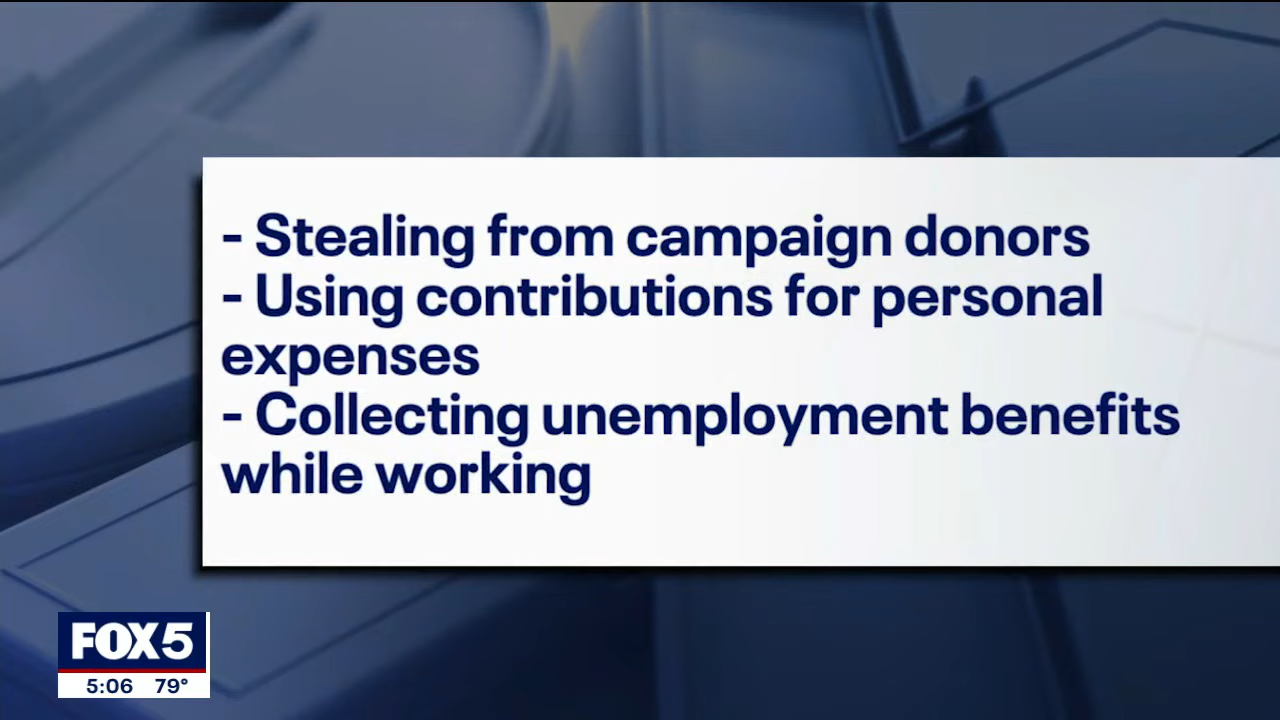 - Stealing from campaign donors
- Using contributions for personal
expenses
- Collecting unemployment benefits
while working
FOX5
5:06 79°